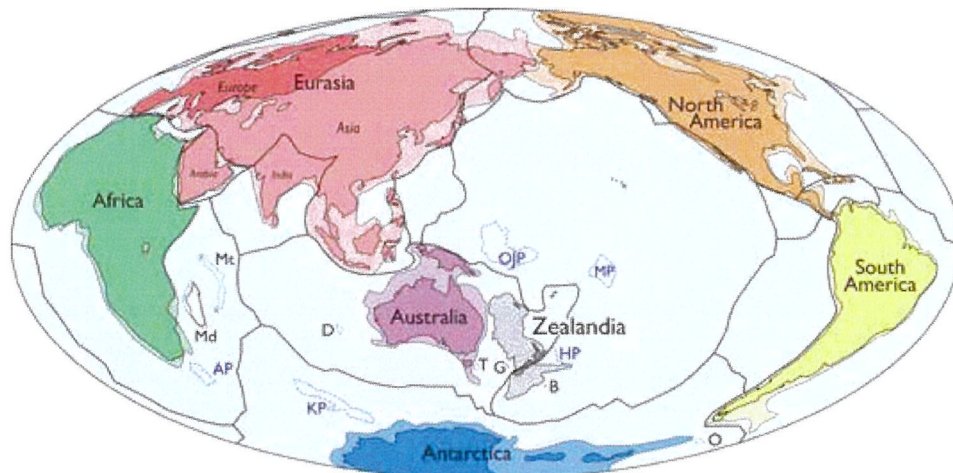 Europe
Eurasia
Asia
North
America
Arabia
India
Africa
Mt
OJP
MP
South
America
Md
D
Australia
Zealandia
AP
T
G
HP
B
KP
O
Antarctica